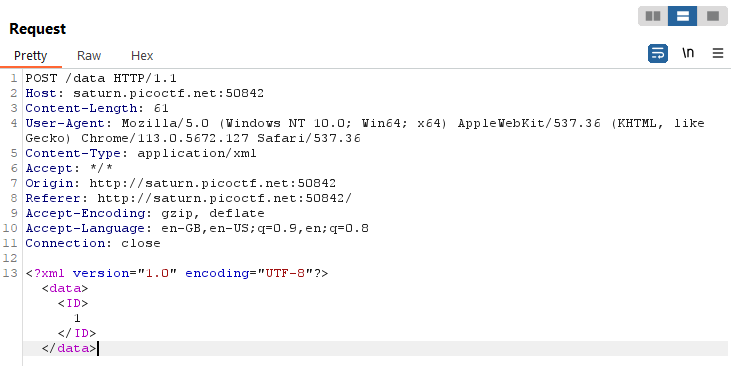 Request
Pretty Raw Hex \n
1 POST /data HTTP/1.1
2 Host: saturn.picoctf.net:50842
3 Content-Length: 61
4 User-Agent: Mozilla/5.0 (Windows NT 10.0; Win64; x64) AppleWebKit/537.36 (KHTML, like
Gecko) Chrome/113.0.5672.127 Safari/537.36
5 Content-Type: application/xml
6 Accept: */*
7 Origin: http://saturn.picoctf.net:50842
8 Referer: http://saturn.picoctf.net:50842/
9 Accept-Encoding: gzip, deflate
10 Accept-Language: en-GB,en-US;q=0.9,en;q=0.8
11 Connection: close
12
13 <?xml version="1.0" encoding="UTF-8"?>
<data>
<ID>
1
</ID>
</data>